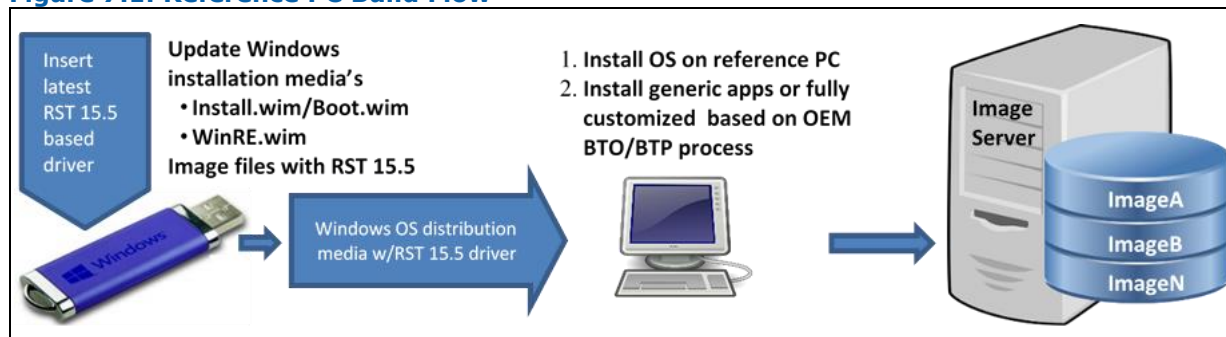 Figure 7.1: Reference PC Build Flow
Insert
latest
RST 15.5
based
driver
Update Windows
installation media's
• Install.wim/Boot.wim
• WinRE.wim
Image files with RST 15.5
Windows
Windows OS distribution
media w/RST 15.5 driver
1. Install OS on reference PC
2. Install generic apps or fully
customized based on OEM
BTO/BTP process
Image
Server
ImageA
ImageB
ImageN